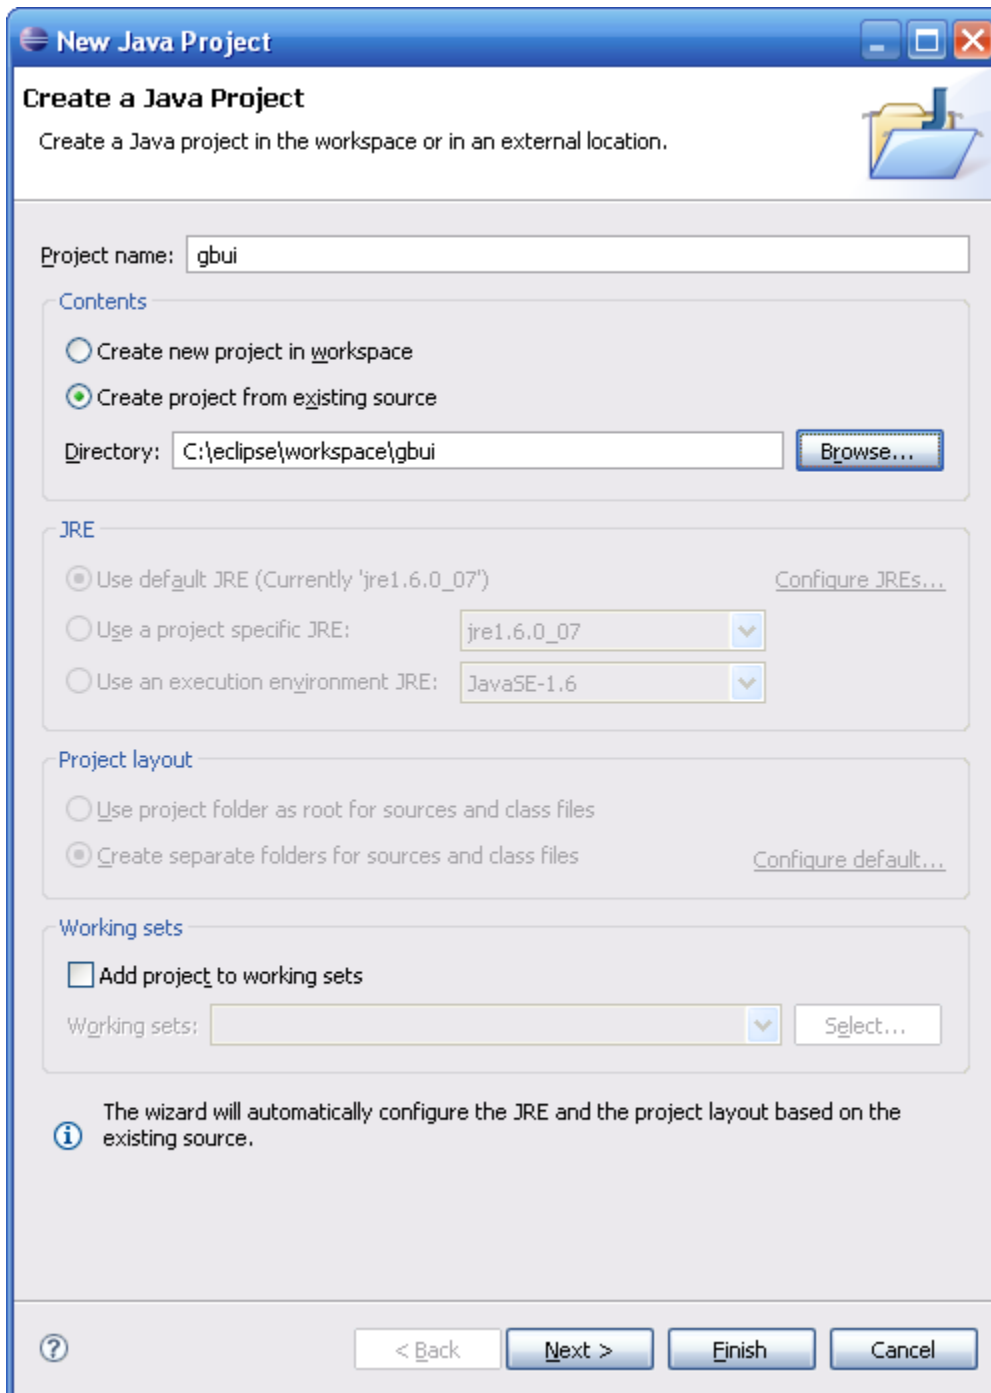 New Java Project
Create a Java Project
Create a Java project in the workspace or in an external location.
Project name: gbui
Contents
Create new project in workspace
Create project from existing source
Directory: C:\eclipse\workspace\gbui Browse...
JRE
Use default JRE (Currently 'jre1.6.0_07') Configure JREs...
Use a project specific JRE: jre1.6.0_07
Use an execution environment JRE: JavaSE-1.6
Project layout
Use project folder as root for sources and class files
Create separate folders for sources and class files Configure default...
Working sets
Add project to working sets
Working sets: Select...
The wizard will automatically configure the JRE and the project layout based on the
existing source.
< Back Next > Finish Cancel